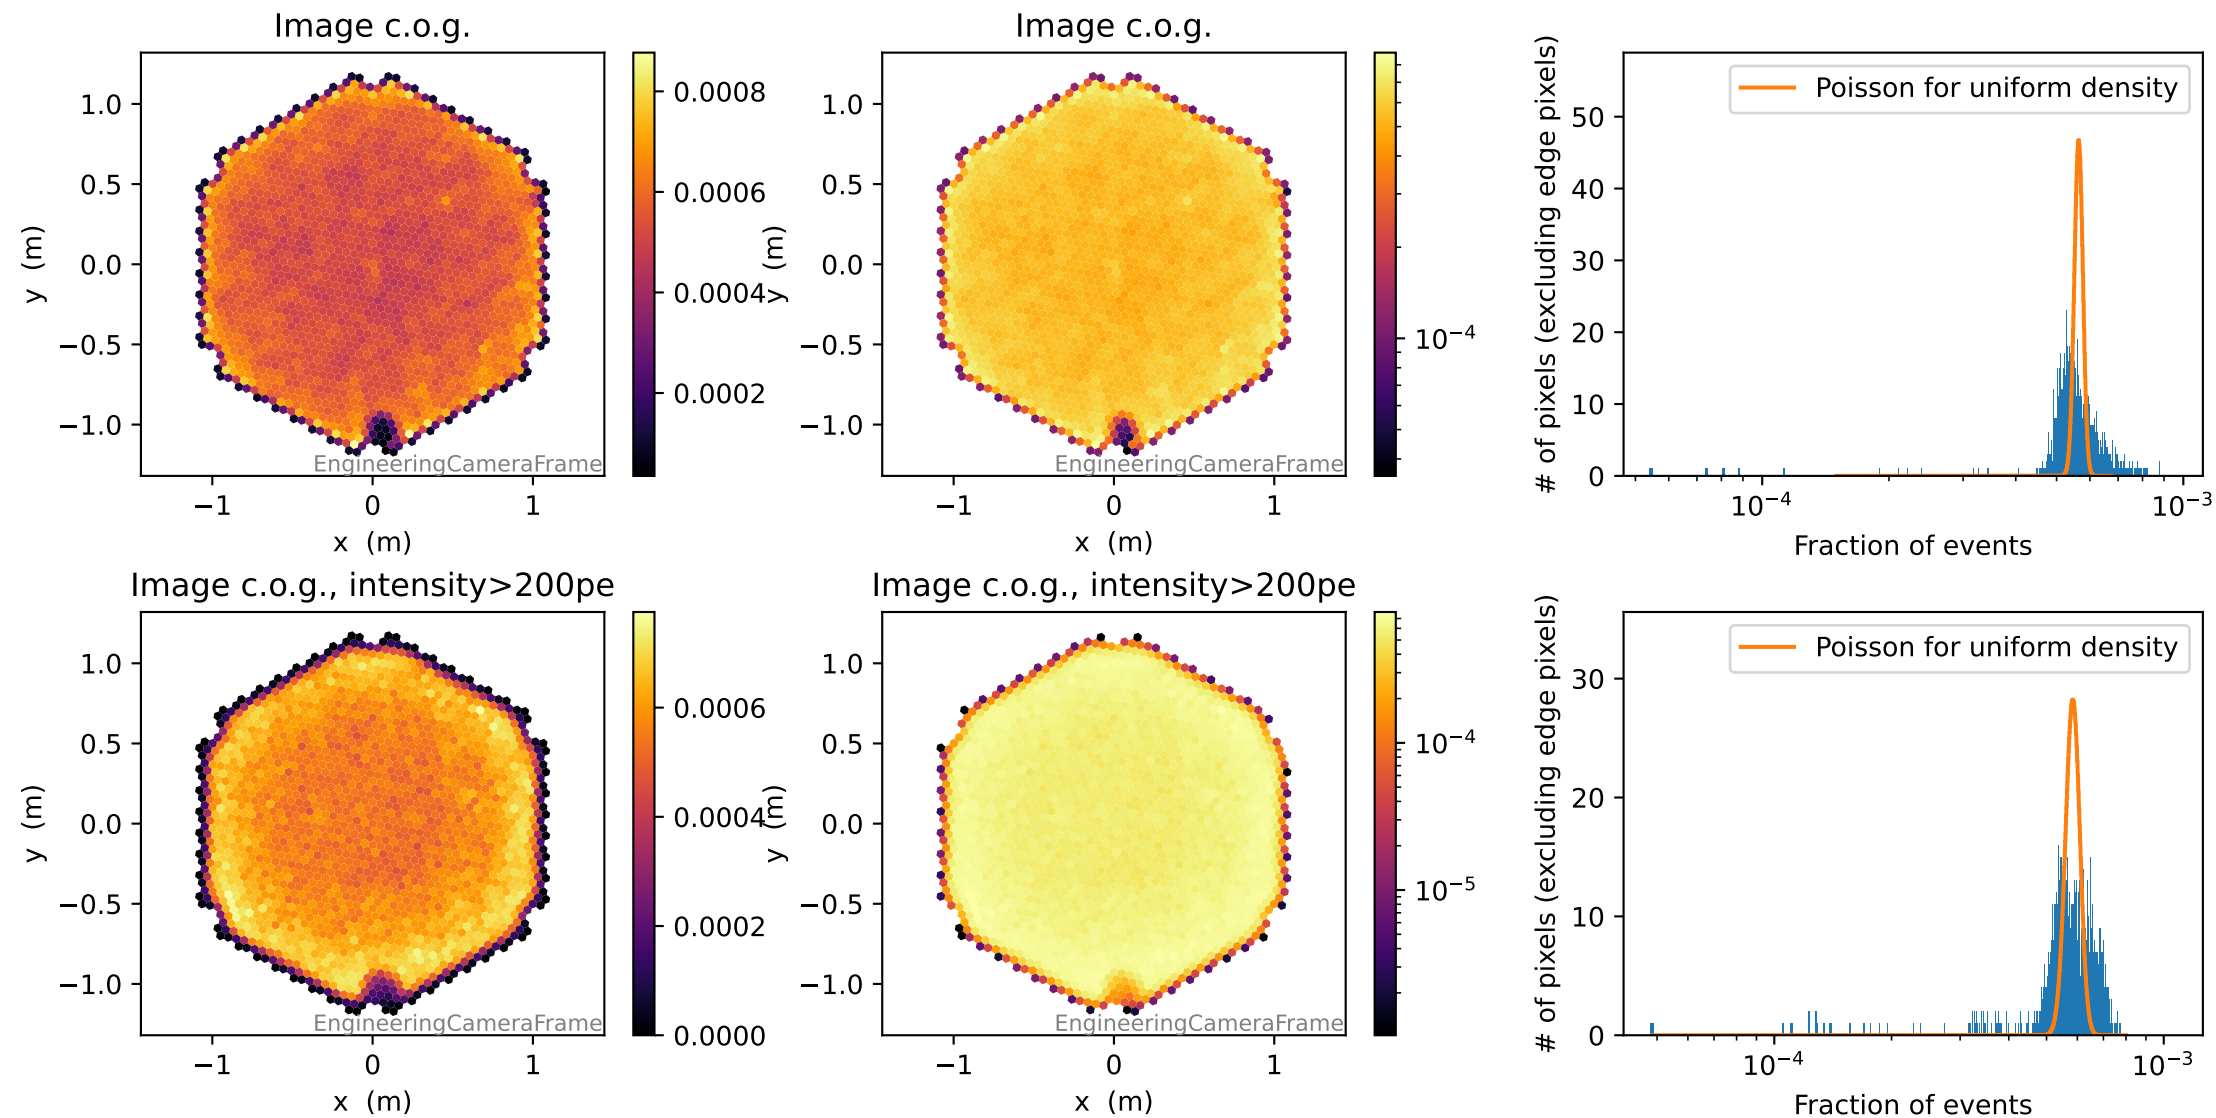 Image c.o.g.
1.0
0.5
0.0
−0.5
−1.0
y (m)
−1
0
1
x (m)
EngineeringCameraFrame
0.0008
0.0006
0.0004
0.0002
Image c.o.g.
1.0
0.5
0.0
−0.5
−1.0
y (m)
−1
0
1
x (m)
EngineeringCameraFrame
10⁻⁴
Poisson for uniform density
# of pixels (excluding edge pixels)
50
40
30
20
10
0
10⁻⁴
10⁻³
Fraction of events
Image c.o.g., intensity>200pe
1.0
0.5
0.0
−0.5
−1.0
y (m)
−1
0
1
x (m)
EngineeringCameraFrame
0.0006
0.0004
0.0002
0.0000
Image c.o.g., intensity>200pe
1.0
0.5
0.0
−0.5
−1.0
y (m)
−1
0
1
x (m)
EngineeringCameraFrame
10⁻⁴
10⁻⁵
Poisson for uniform density
# of pixels (excluding edge pixels)
30
20
10
0
10⁻⁴
10⁻³
Fraction of events